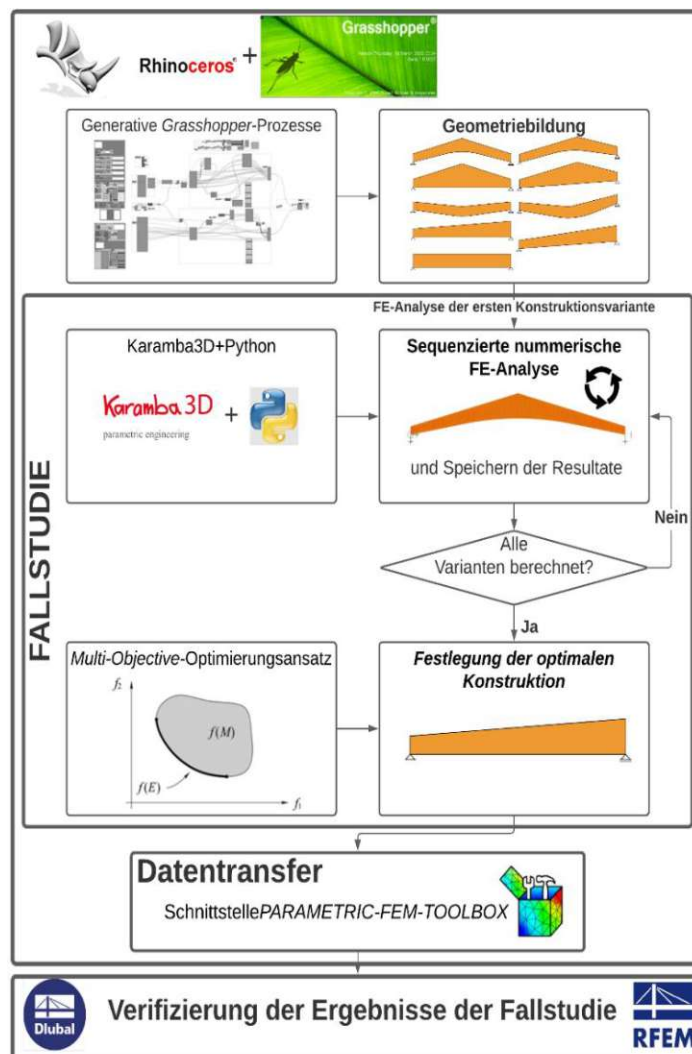 Rhinoceros®
+
Grasshopper®
Generative Grasshopper-Prozesse
Geometriebildung
FE-Analyse der ersten Konstruktionsvariante
FALLSTUDIE
Karamba3D+Python
Karamba3D
+
parametric engineering
Sequenzierte nummerische
FE-Analyse
und Speichern der Resultate
Nein
Alle
Varianten berechnet?
Ja
Multi-Objective-Optimierungsansatz
f₂
f(M)
f(E)
f₁
Festlegung der optimalen
Konstruktion
Datentransfer
SchnittstellePARAMETRIC-FEM-TOOLBOX
Dlubal
Verifizierung der Ergebnisse der Fallstudie
RFEM